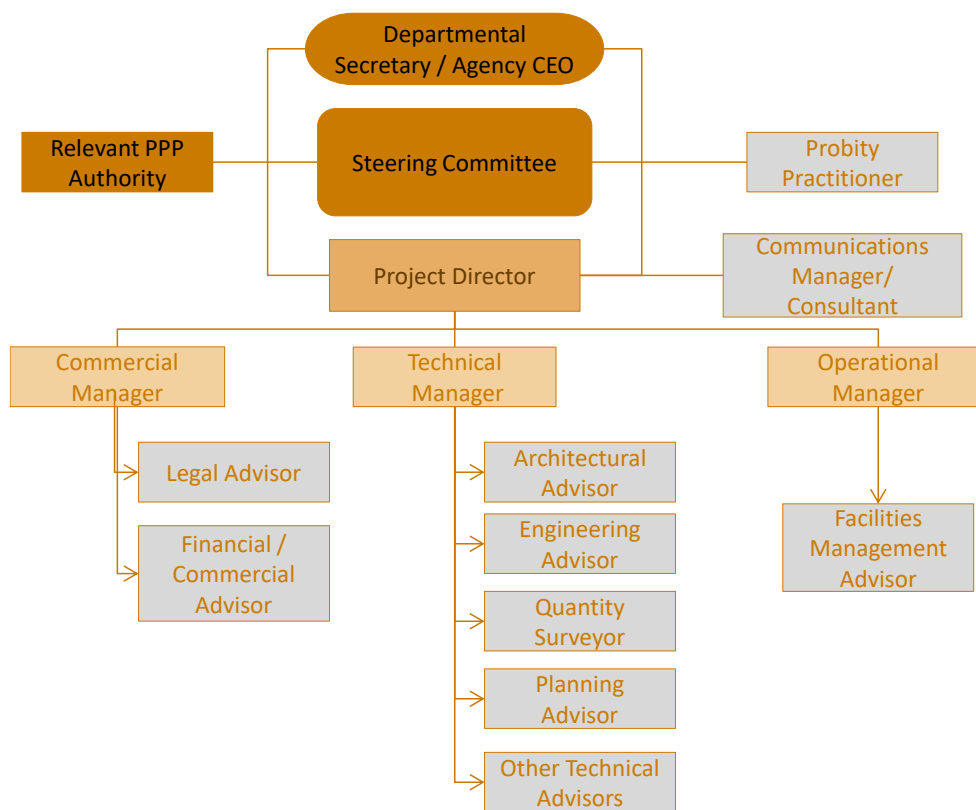 Departmental
Secretary / Agency CEO
Relevant PPP
Authority
Steering Committee
Probity
Practitioner
Project Director
Communications
Manager/
Consultant
Commercial
Manager
Technical
Manager
Operational
Manager
Legal Advisor
Financial /
Commercial
Advisor
Architectural
Advisor
Engineering
Advisor
Quantity
Surveyor
Planning
Advisor
Other Technical
Advisors
Facilities
Management
Advisor